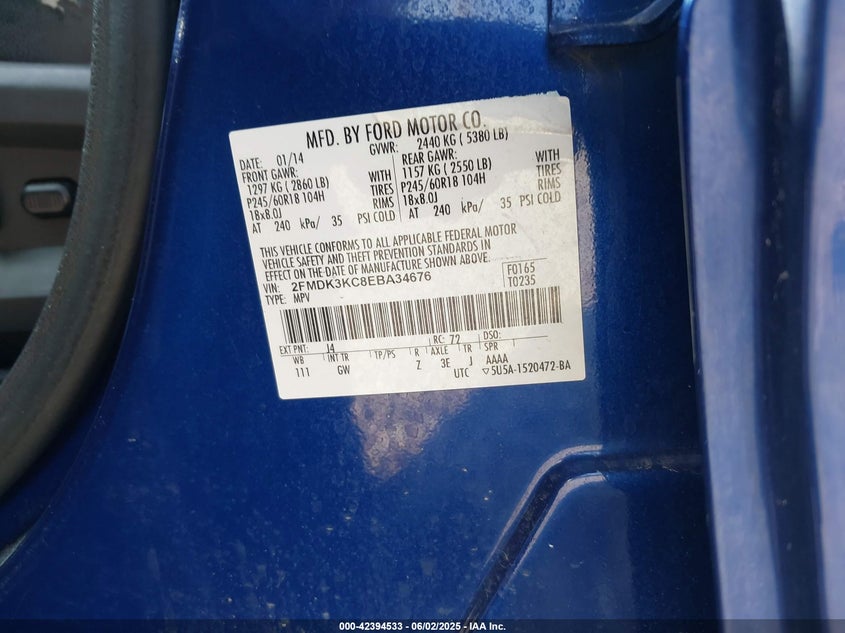 MFD. BY FORD MOTOR CO.
DATE: 01/14 GVWR: 2440 KG ( 5380 LB)
FRONT GAWR: REAR GAWR:
1297 KG ( 2860 LB) WITH 1157 KG ( 2550 LB) WITH
P245/60R18 104H TIRES P245/60R18 104H TIRES
18x8.0J RIMS 18x8.0J RIMS
AT 240 kPa/ 35 PSI COLD AT 240 kPa/ 35 PSI COLD
THIS VEHICLE CONFORMS TO ALL APPLICABLE FEDERAL MOTOR
VEHICLE SAFETY AND THEFT PREVENTION STANDARDS IN
EFFECT ON THE DATE OF MANUFACTURE SHOWN ABOVE.
VIN: 2FMDK3KC8EBA34676 F0165
TYPE: MPV T0235
EXT PNT: J4 RC: 72 DSO:
WB INT TR TP/PS R AXLE TR SPR
111 GW Z 3E J AAAA
UTC ▽5U5A-1520472-BA
000-42394533 - 06/02/2025 - IAA Inc.